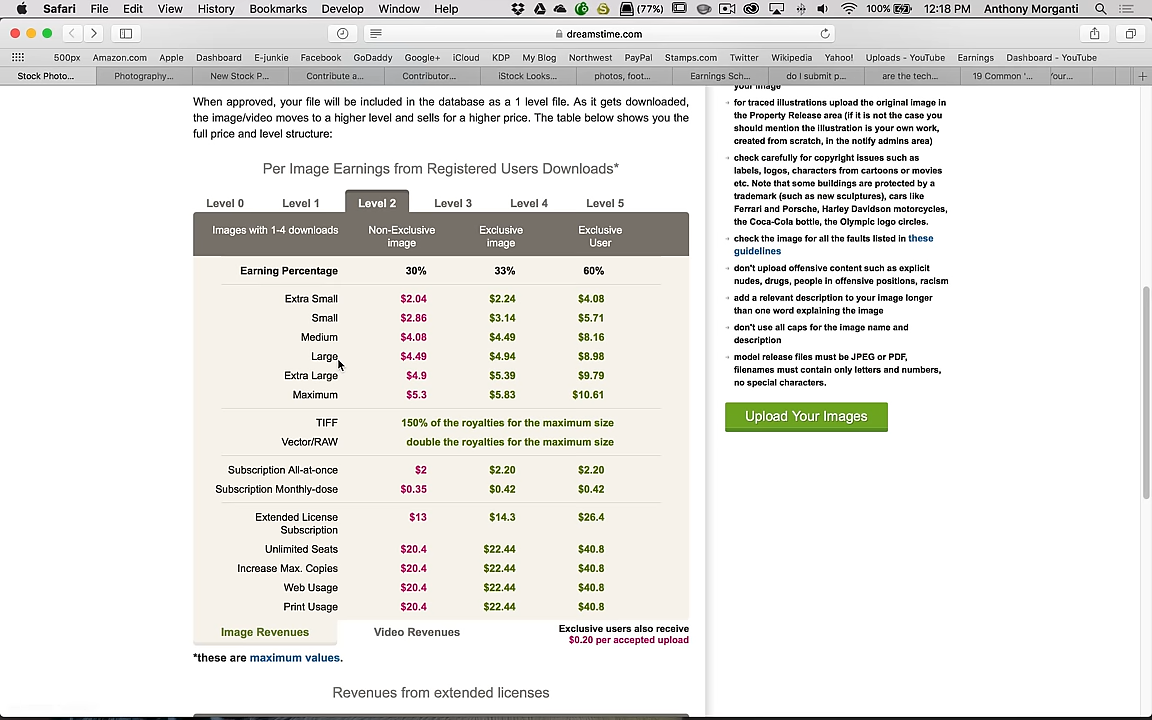 Safari File Edit View History Bookmarks Develop Window Help (77%) 100% 12:18 PM Anthony Morganti
dreamstime.com
500px Amazon.com Apple Dashboard E-junkie Facebook GoDaddy Google+ iCloud KDP My Blog Northwest PayPal Stamps.com Twitter Wikipedia Yahoo! Uploads - YouTube Earnings Dashboard - YouTube
Stock Photo... Photography... New Stock P... Contribute a... Contributor... iStock Looks... photos, foot... Earnings Sch... do I submit p... are the tech... 19 Common '... Your...
When approved, your file will be included in the database as a 1 level file. As it gets downloaded,
the image/video moves to a higher level and sells for a higher price. The table below shows you the
full price and level structure:
Per Image Earnings from Registered Users Downloads*
Level 0 Level 1 Level 2 Level 3 Level 4 Level 5
Images with 1-4 downloads Non-Exclusive image Exclusive image Exclusive User
Earning Percentage 30% 33% 60%
Extra Small $2.04 $2.24 $4.08
Small $2.86 $3.14 $5.71
Medium $4.08 $4.49 $8.16
Large $4.49 $4.94 $8.98
Extra Large $4.9 $5.39 $9.79
Maximum $5.3 $5.83 $10.61
TIFF 150% of the royalties for the maximum size
Vector/RAW double the royalties for the maximum size
Subscription All-at-once $2 $2.20 $2.20
Subscription Monthly-dose $0.35 $0.42 $0.42
Extended License Subscription $13 $14.3 $26.4
Unlimited Seats $20.4 $22.44 $40.8
Increase Max. Copies $20.4 $22.44 $40.8
Web Usage $20.4 $22.44 $40.8
Print Usage $20.4 $22.44 $40.8
Image Revenues Video Revenues
Exclusive users also receive
$0.20 per accepted upload
*these are maximum values.
Revenues from extended licenses
your image
for traced illustrations upload the original image in
the Property Release area (if it is not the case you
should mention the illustration is your own work,
created from scratch, in the notify admins area)
check carefully for copyright issues such as
labels, logos, characters from cartoons or movies
etc. Note that some buildings are protected by a
trademark (such as new sculptures), cars like
Ferrari and Porsche, Harley Davidson motorcycles,
the Coca-Cola bottle, the Olympic logo circles.
check the image for all the faults listed in these
guidelines
don't upload offensive content such as explicit
nudes, drugs, people in offensive positions, racism
add a relevant description to your image longer
than one word explaining the image
don't use all caps for the image name and
description
model release files must be JPEG or PDF,
filenames must contain only letters and numbers,
no special characters.
Upload Your Images